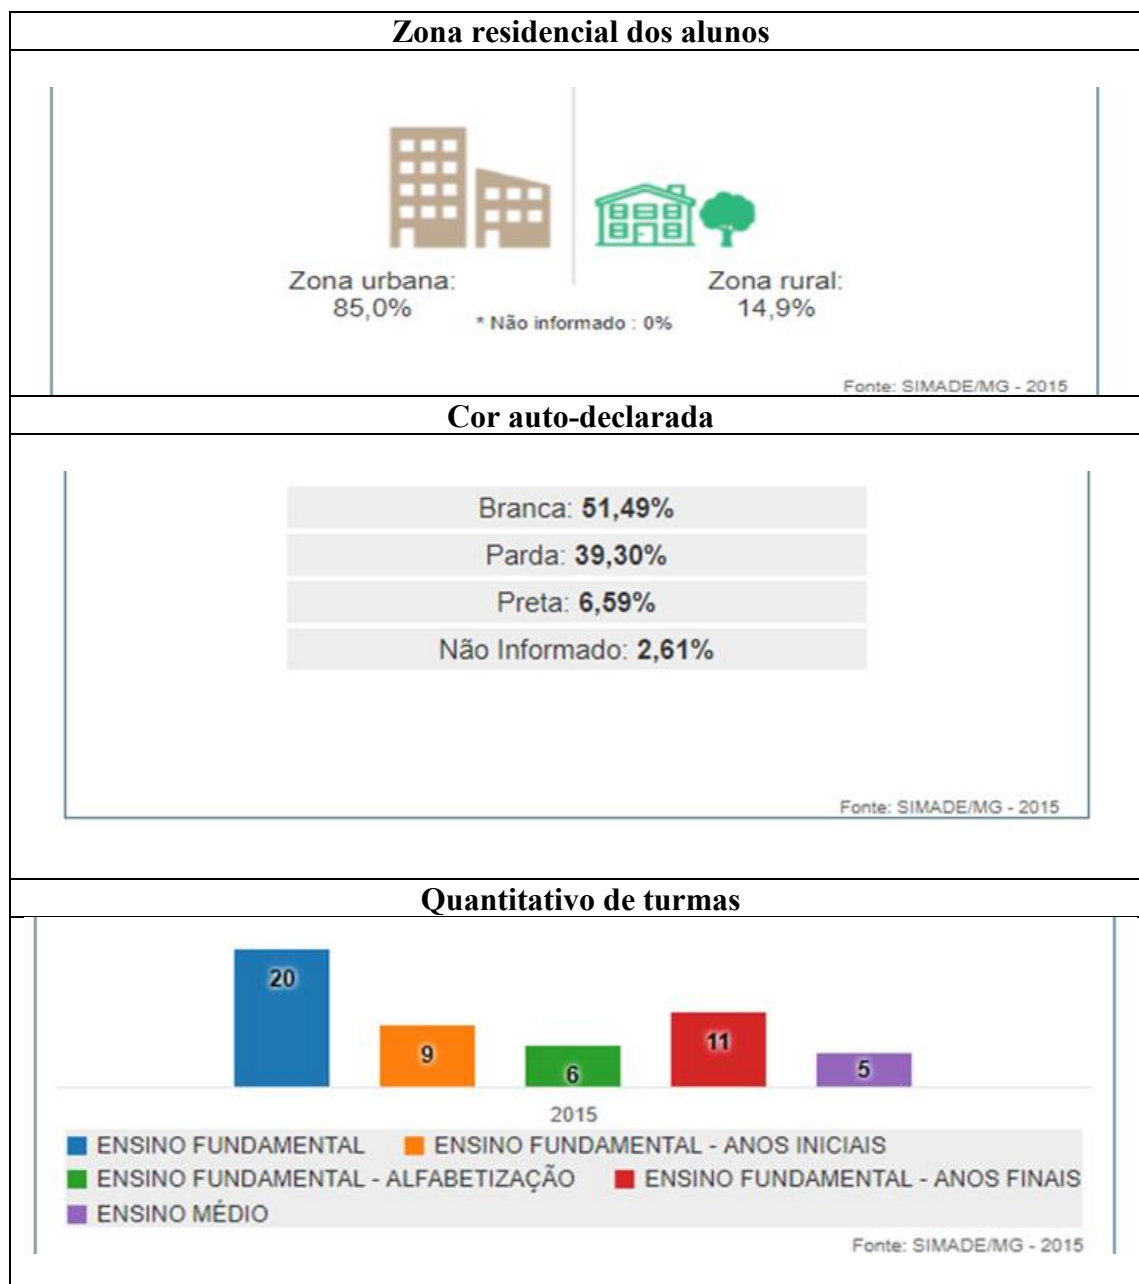 Zona residencial dos alunos
Zona urbana:
85,0%
Zona rural:
14,9%
* Não informado : 0%
Fonte: SIMADE/MG - 2015
Cor auto-declarada
Branca: 51,49%
Parda: 39,30%
Preta: 6,59%
Não Informado: 2,61%
Fonte: SIMADE/MG - 2015
Quantitativo de turmas
20
9
6
11
5
2015
ENSINO FUNDAMENTAL ENSINO FUNDAMENTAL - ANOS INICIAIS
ENSINO FUNDAMENTAL - ALFABETIZAÇÃO ENSINO FUNDAMENTAL - ANOS FINAIS
ENSINO MÉDIO
Fonte: SIMADE/MG - 2015